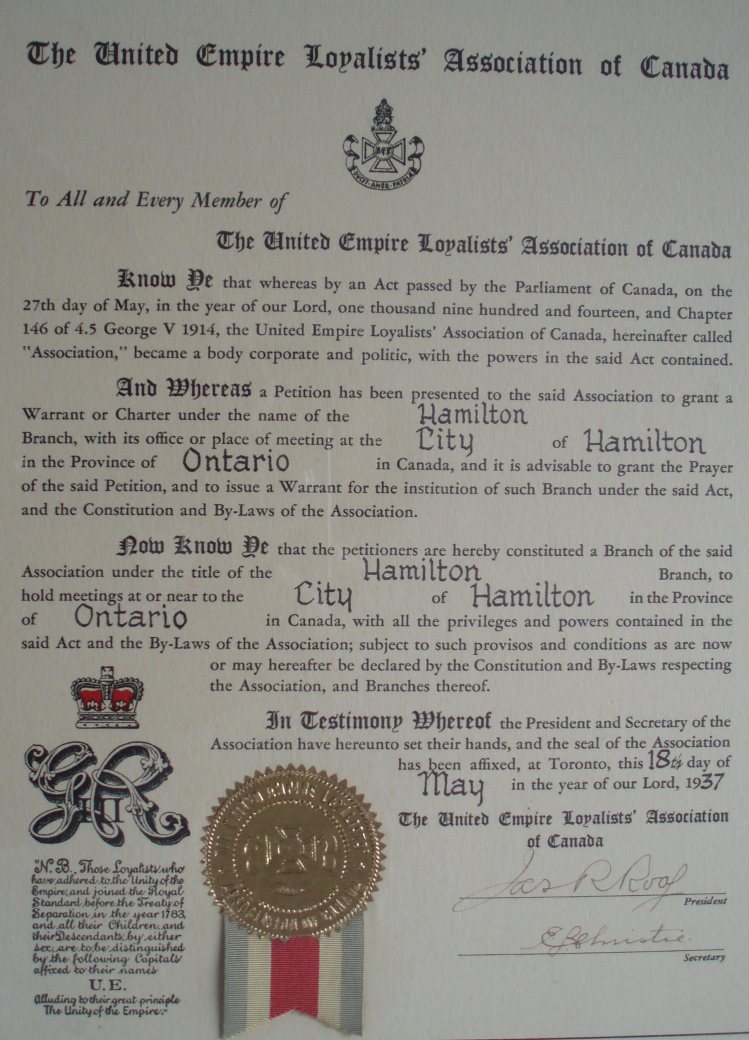 The United Empire Loyalists' Association of Canada
DUCIT·AMOR·PATRIÆ
To All and Every Member of
The United Empire Loyalists' Association of Canada
Know Ye that whereas by an Act passed by the Parliament of Canada, on the
27th day of May, in the year of our Lord, one thousand nine hundred and fourteen, and Chapter
146 of 4.5 George V 1914, the United Empire Loyalists' Association of Canada, hereinafter called
"Association," became a body corporate and politic, with the powers in the said Act contained.
And Whereas a Petition has been presented to the said Association to grant a
Warrant or Charter under the name of the Hamilton
Branch, with its office or place of meeting at the City of Hamilton
in the Province of Ontario in Canada, and it is advisable to grant the Prayer
of the said Petition, and to issue a Warrant for the institution of such Branch under the said Act,
and the Constitution and By-Laws of the Association.
Now Know Ye that the petitioners are hereby constituted a Branch of the said
Association under the title of the Hamilton Branch, to
hold meetings at or near to the City of Hamilton in the Province
of Ontario in Canada, with all the privileges and powers contained in the
said Act and the By-Laws of the Association; subject to such provisos and conditions as are now
or may hereafter be declared by the Constitution and By-Laws respecting
the Association, and Branches thereof.
In Testimony Whereof the President and Secretary of the
Association have hereunto set their hands, and the seal of the Association
has been affixed, at Toronto, this 18th day of
May in the year of our Lord, 1937
The United Empire Loyalists' Association
of Canada
Jas R Roaf
President
E J Christie.
Secretary
GR III
"N.B., Those Loyalists who
have adhered to the Unity of the
Empire, and joined the Royal
Standard before the Treaty of
Separation in the year 1783,
and all their Children, and
their Descendants, by either
sex, are to be distinguished
by the following Capitals
affixed to their names
U.E.
Alluding to their great principle
The Unity of the Empire."